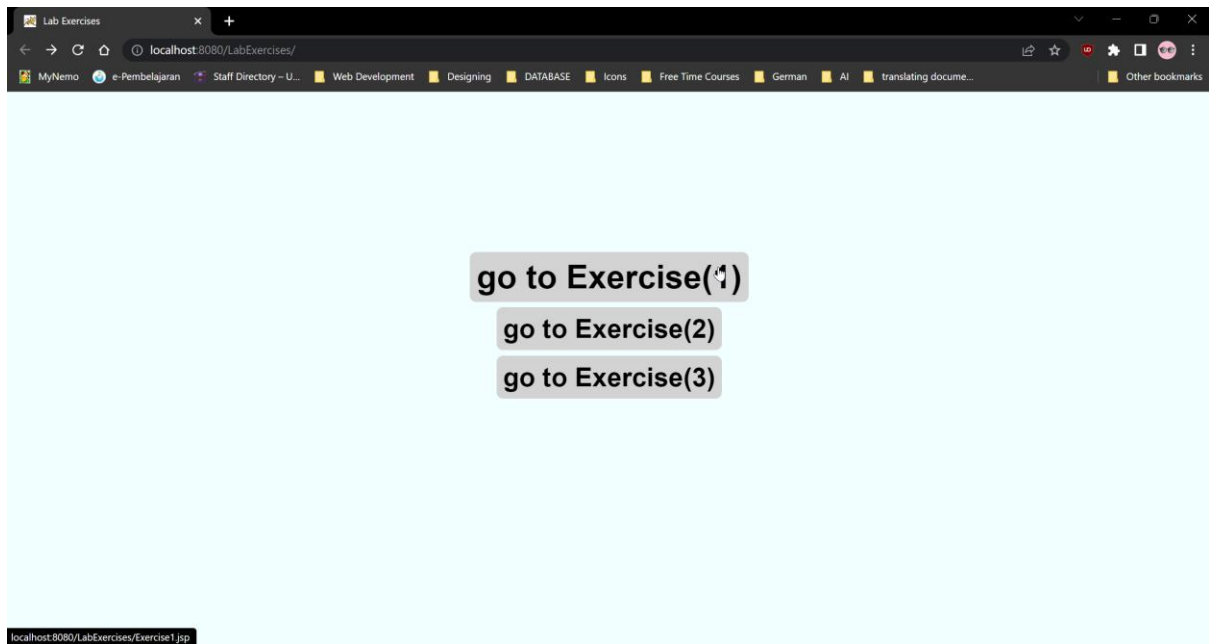 Lab Exercises
localhost:8080/LabExercises/
MyNemo e-Pembelajaran Staff Directory – U... Web Development Designing DATABASE Icons Free Time Courses German AI translating docume... Other bookmarks
go to Exercise(1)
go to Exercise(2)
go to Exercise(3)
localhost:8080/LabExercises/Exercise1.jsp